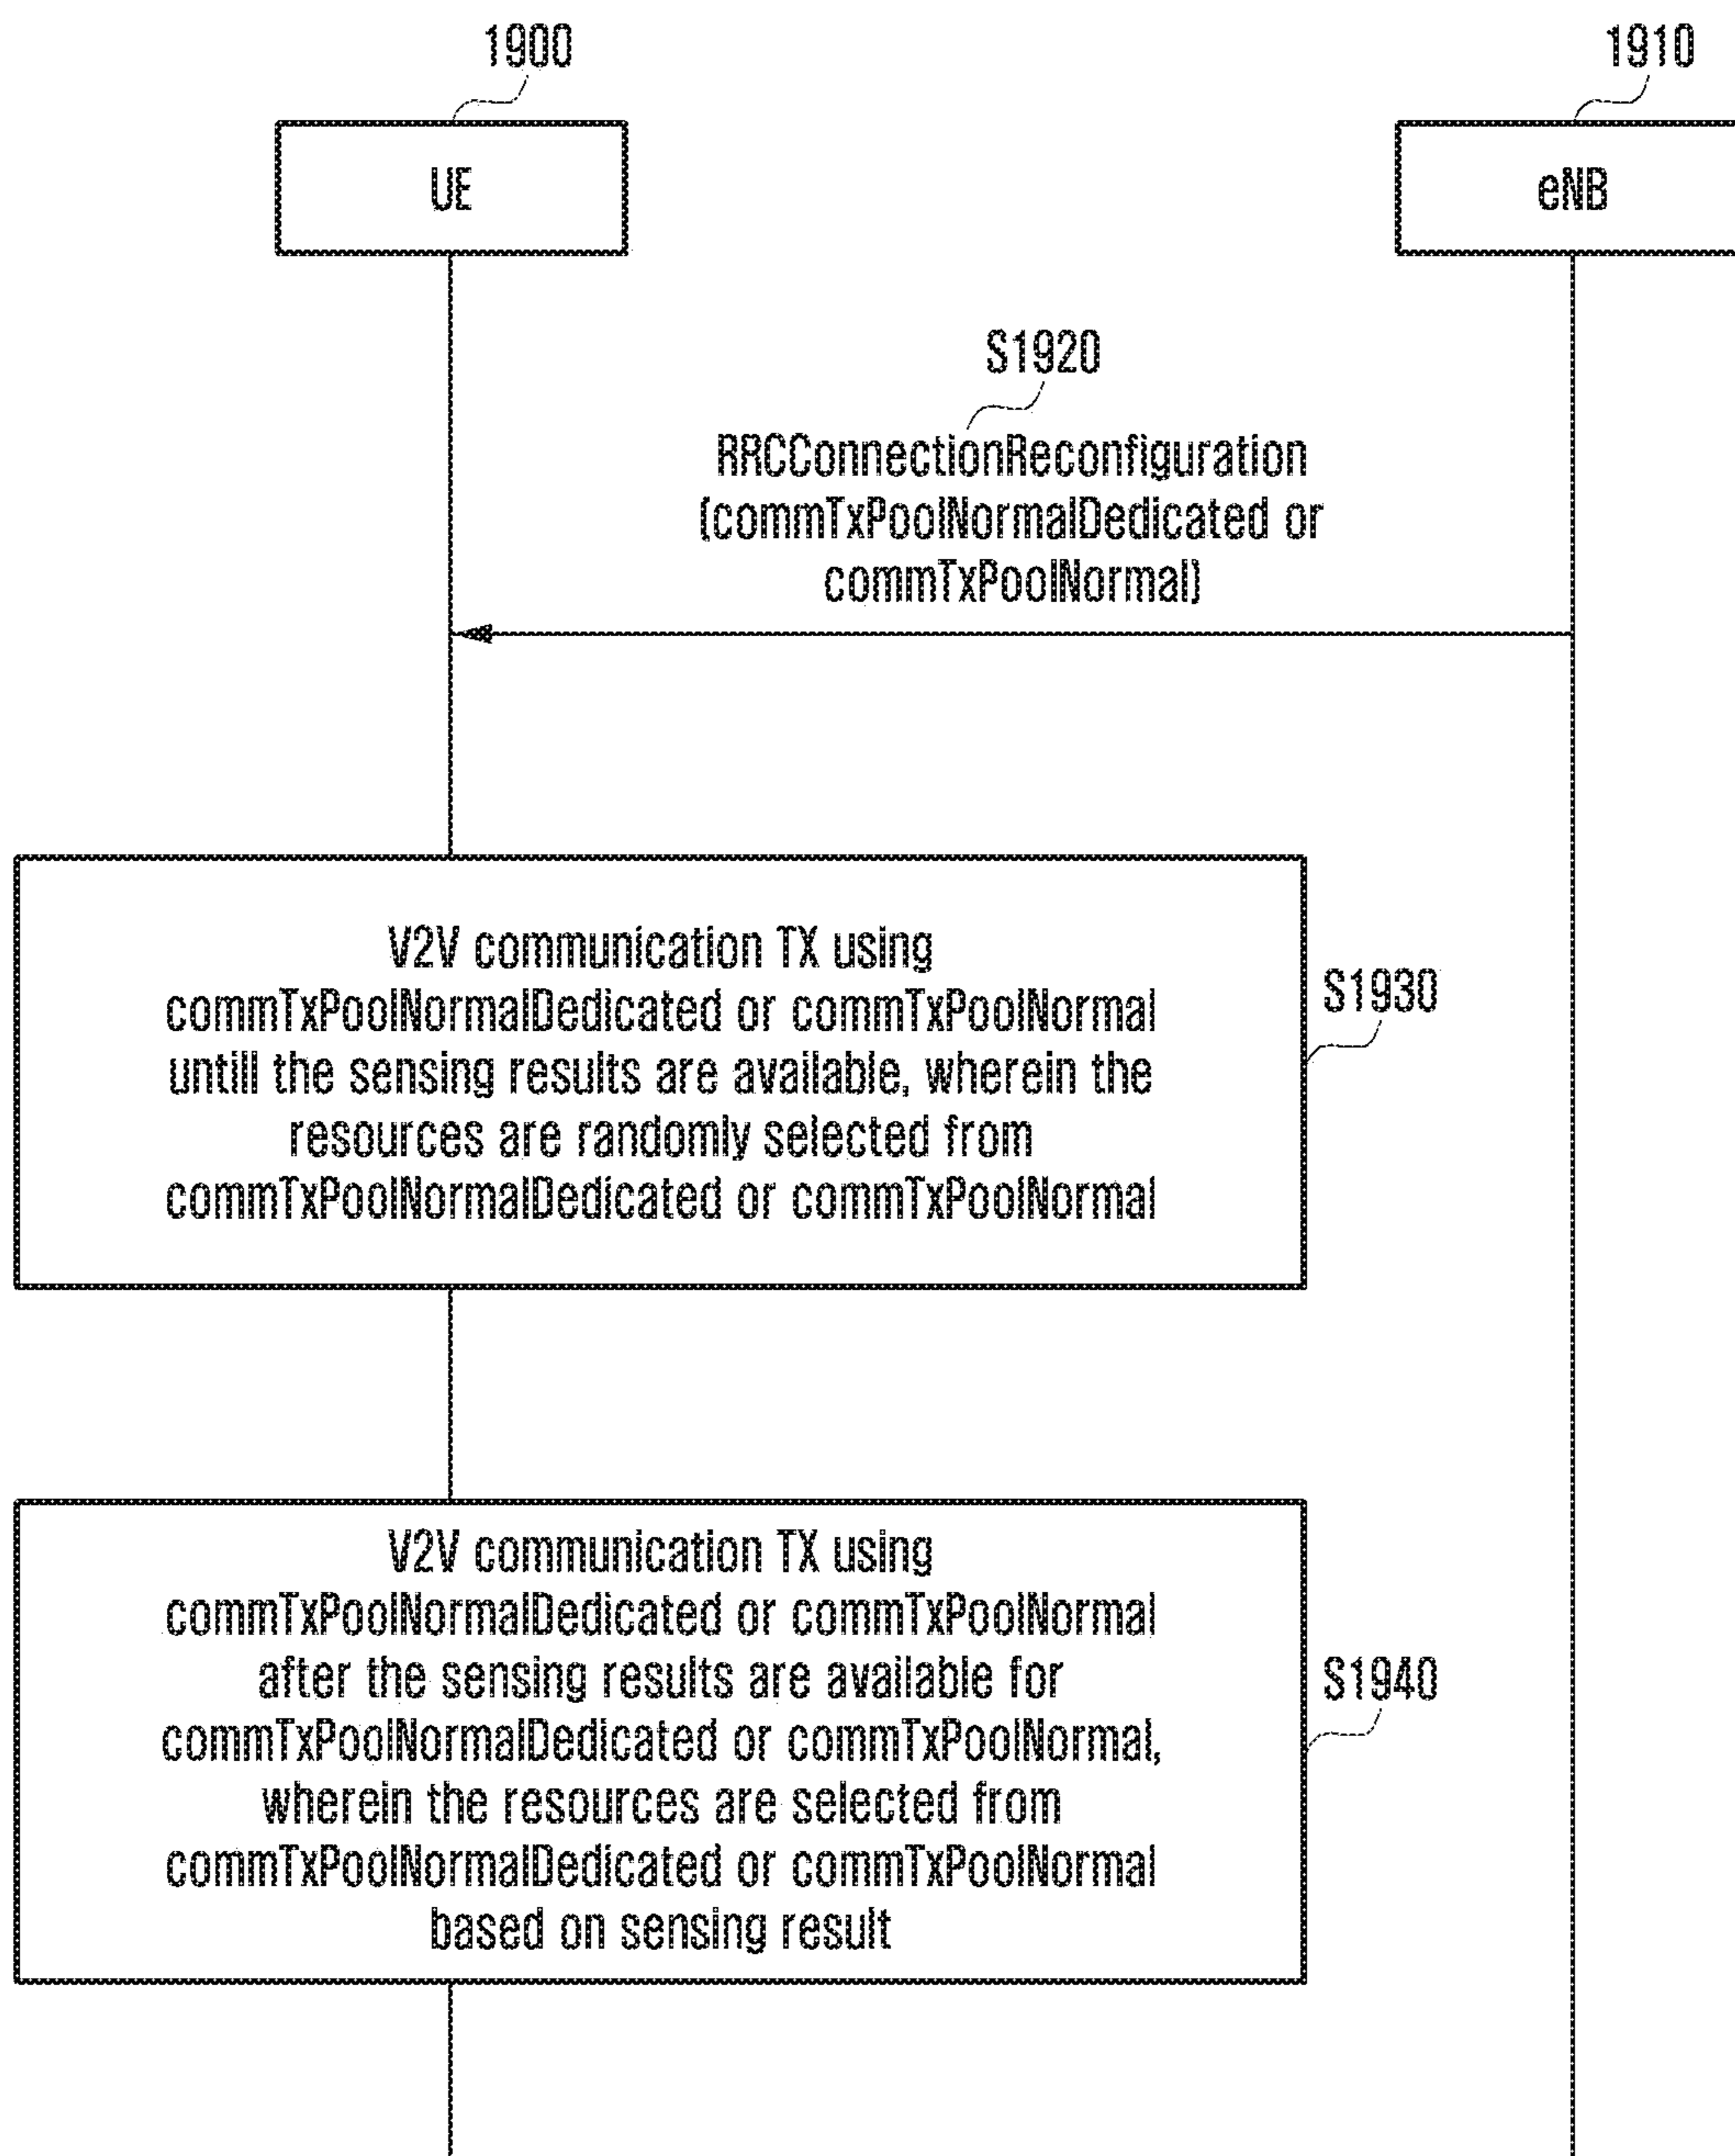 1900
1910
UE
eNB
S1920
RRCConnectionReconfiguration
(commTxPoolNormalDedicated or
commTxPoolNormal)
V2V communication TX using
commTxPoolNormalDedicated or commTxPoolNormal
untill the sensing results are available, wherein the
resources are randomly selected from
commTxPoolNormalDedicated or commTxPoolNormal
S1930
V2V communication TX using
commTxPoolNormalDedicated or commTxPoolNormal
after the sensing results are available for
commTxPoolNormalDedicated or commTxPoolNormal,
wherein the resources are selected from
commTxPoolNormalDedicated or commTxPoolNormal
based on sensing result
S1940